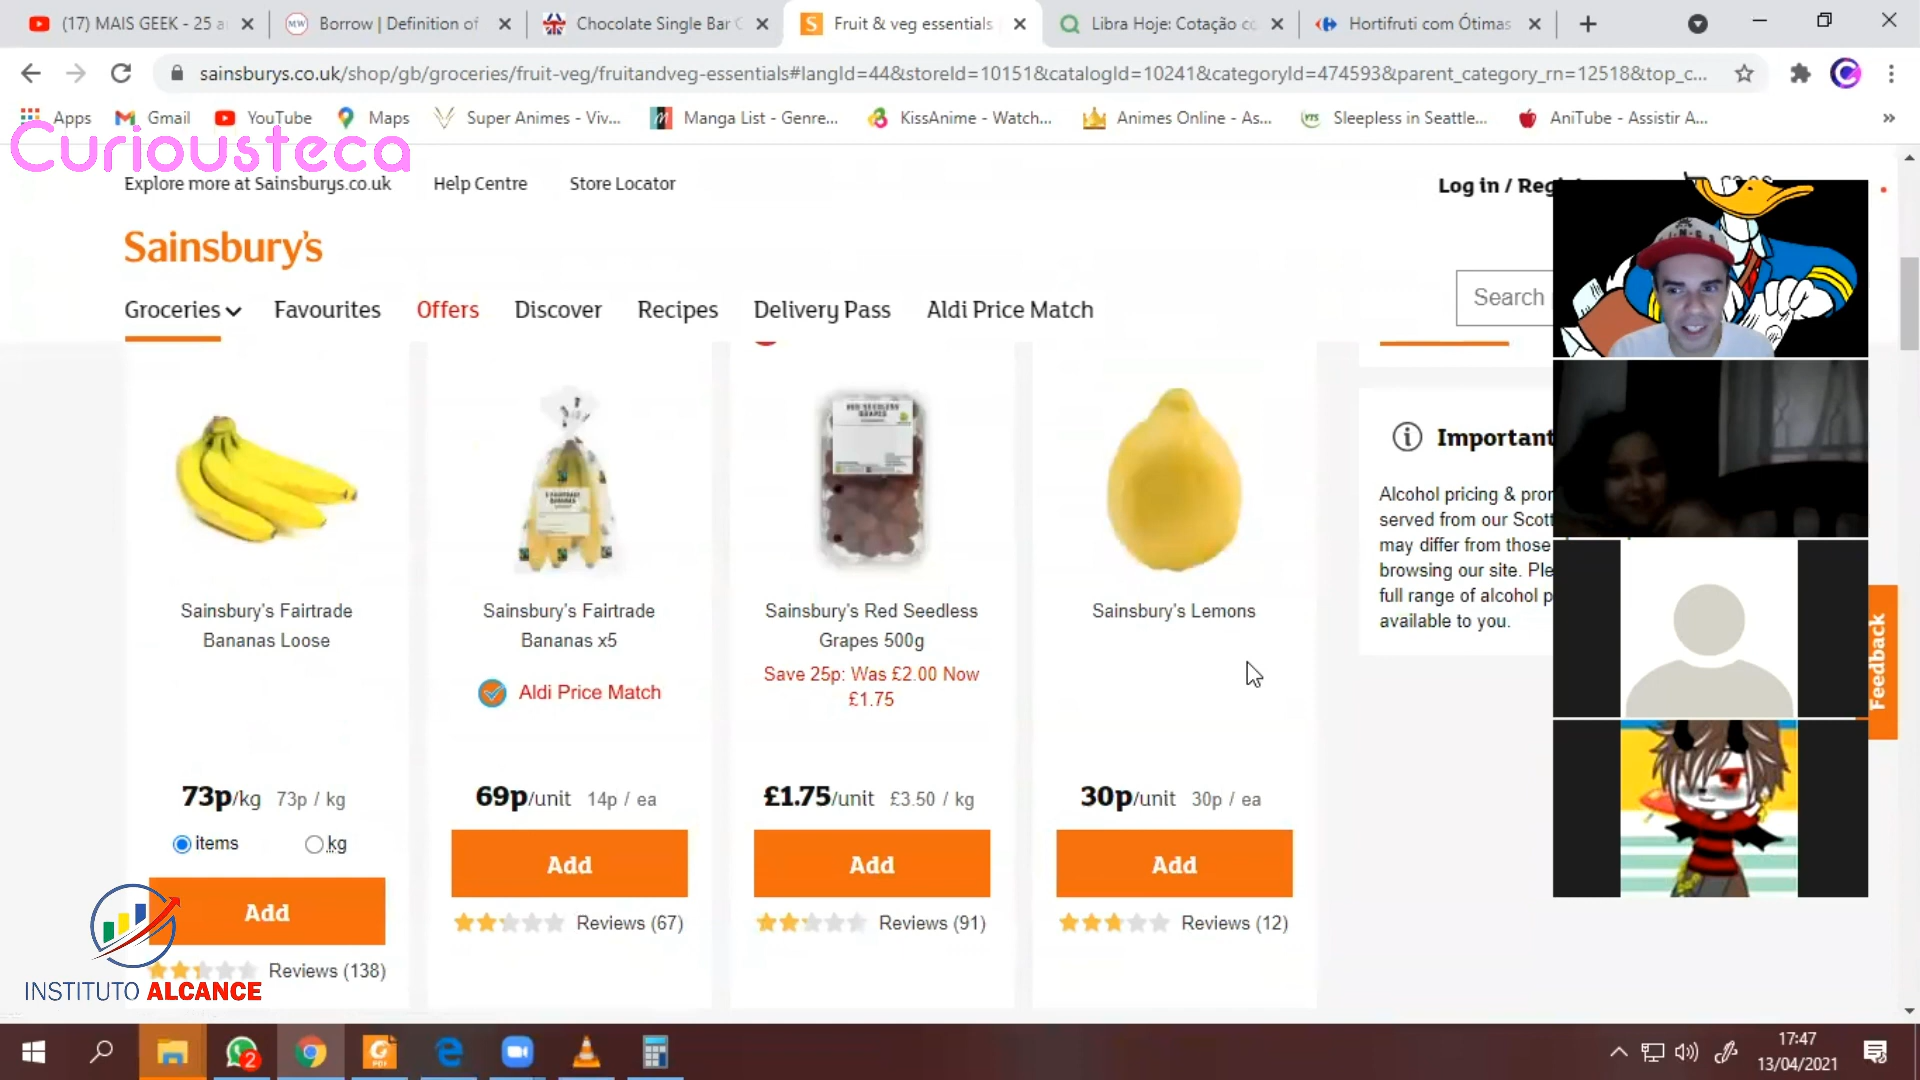 (17) MAIS GEEK - 25 a
Borrow | Definition of
Chocolate Single Bar
Fruit & veg essentials
Libra Hoje: Cotação co
Hortifruti com Ótimas
sainsburys.co.uk/shop/gb/groceries/fruit-veg/fruitandveg-essentials#langId=44&storeId=10151&catalogId=10241&categoryId=474593&parent_category_rn=12518&top_c...
Apps
Gmail
YouTube
Maps
Super Animes - Viv...
Manga List - Genre...
KissAnime - Watch...
Animes Online - As...
Sleepless in Seattle...
AniTube - Assistir A...
»
Curiousteca
Explore more at Sainsburys.co.uk
Help Centre
Store Locator
Log in / Reg
Sainsbury's
Groceries
Favourites
Offers
Discover
Recipes
Delivery Pass
Aldi Price Match
Search
Important
Alcohol pricing & pro
served from our Scott
may differ from those
browsing our site. Ple
full range of alcohol p
available to you.
Feedback
Sainsbury's Fairtrade
Bananas Loose
73p/kg 73p / kg
items
kg
Add
Reviews (138)
Sainsbury's Fairtrade
Bananas x5
Aldi Price Match
69p/unit 14p / ea
Add
Reviews (67)
RED SEEDLESS
GRAPES
Sainsbury's Red Seedless
Grapes 500g
Save 25p: Was £2.00 Now
£1.75
£1.75/unit £3.50 / kg
Add
Reviews (91)
Sainsbury's Lemons
30p/unit 30p / ea
Add
Reviews (12)
INSTITUTO ALCANCE
2
PDF
17:47
13/04/2021